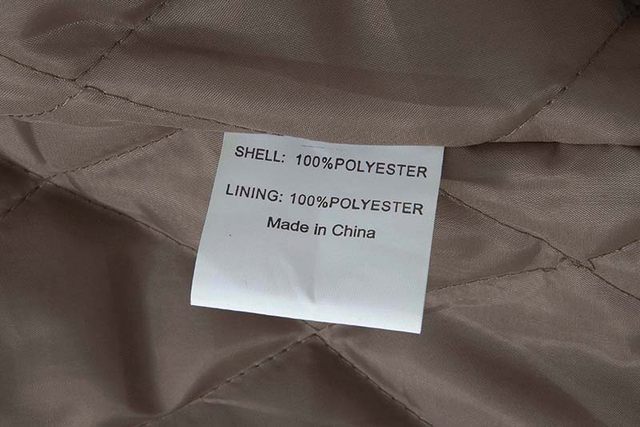 SHELL: 100%POLYESTER
LINING: 100%POLYESTER
Made in China